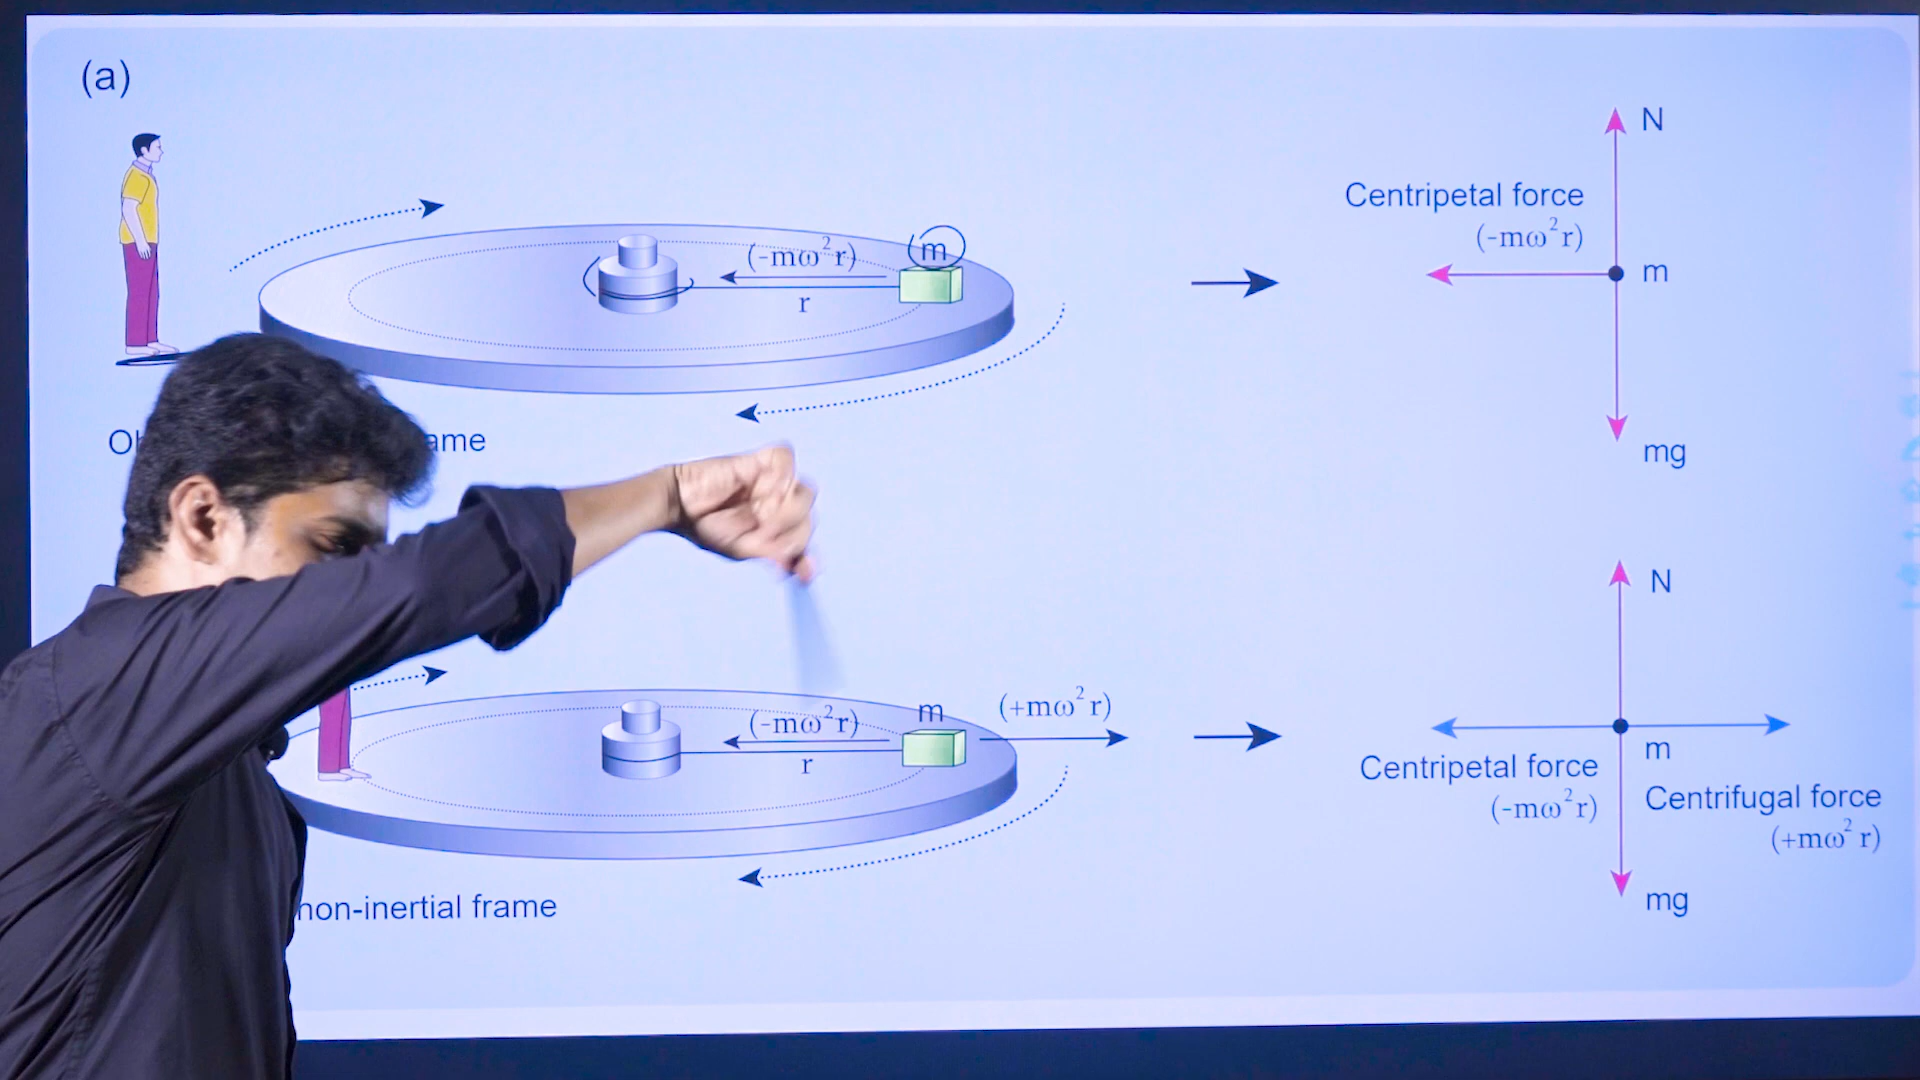 (a)
N
Centripetal force
(-mω²r)
m
(-mω²r)
m
r
mg
ame
N
m
(+mω²r)
(-mω²r)
r
m
Centripetal force
(-mω²r)
Centrifugal force
(+mω²r)
mg
non-inertial frame